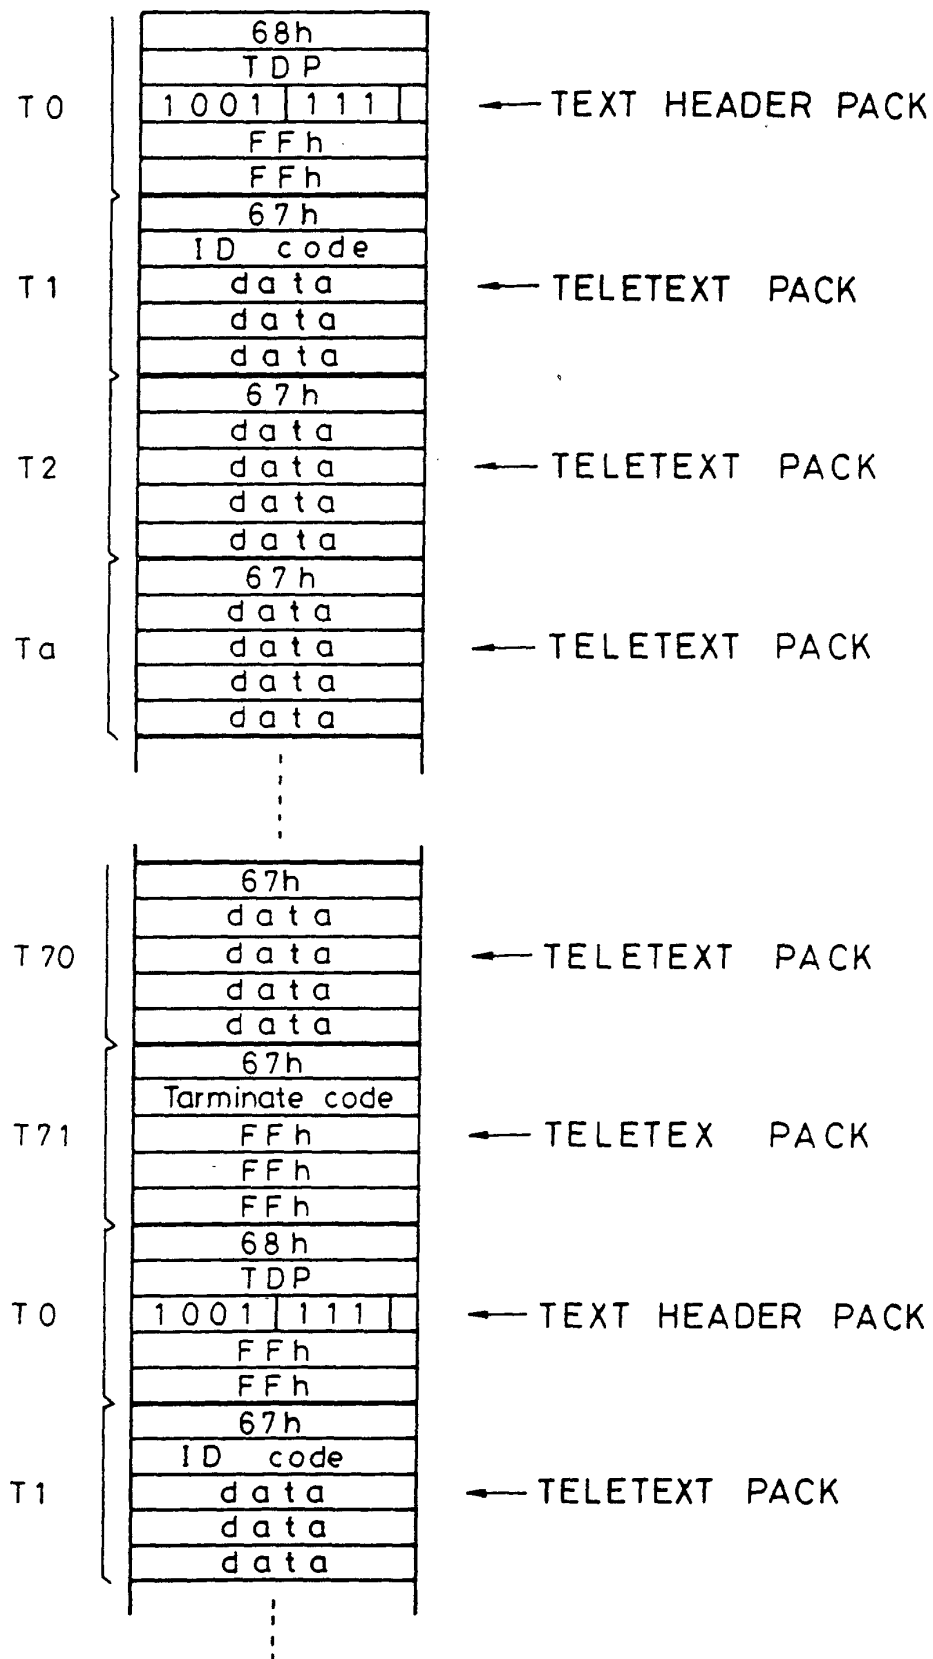 68h
TDP
T0 1001 111 ← TEXT HEADER PACK
FFh
FFh
67h
ID code
T1 data ← TELETEXT PACK
data
data
67h
data
T2 data ← TELETEXT PACK
data
data
67h
data
Ta data ← TELETEXT PACK
data
data
67h
data
T70 data ← TELETEXT PACK
data
data
67h
Tarminate code
T71 FFh ← TELETEX PACK
FFh
FFh
68h
TDP
T0 1001 111 ← TEXT HEADER PACK
FFh
FFh
67h
ID code
T1 data ← TELETEXT PACK
data
data